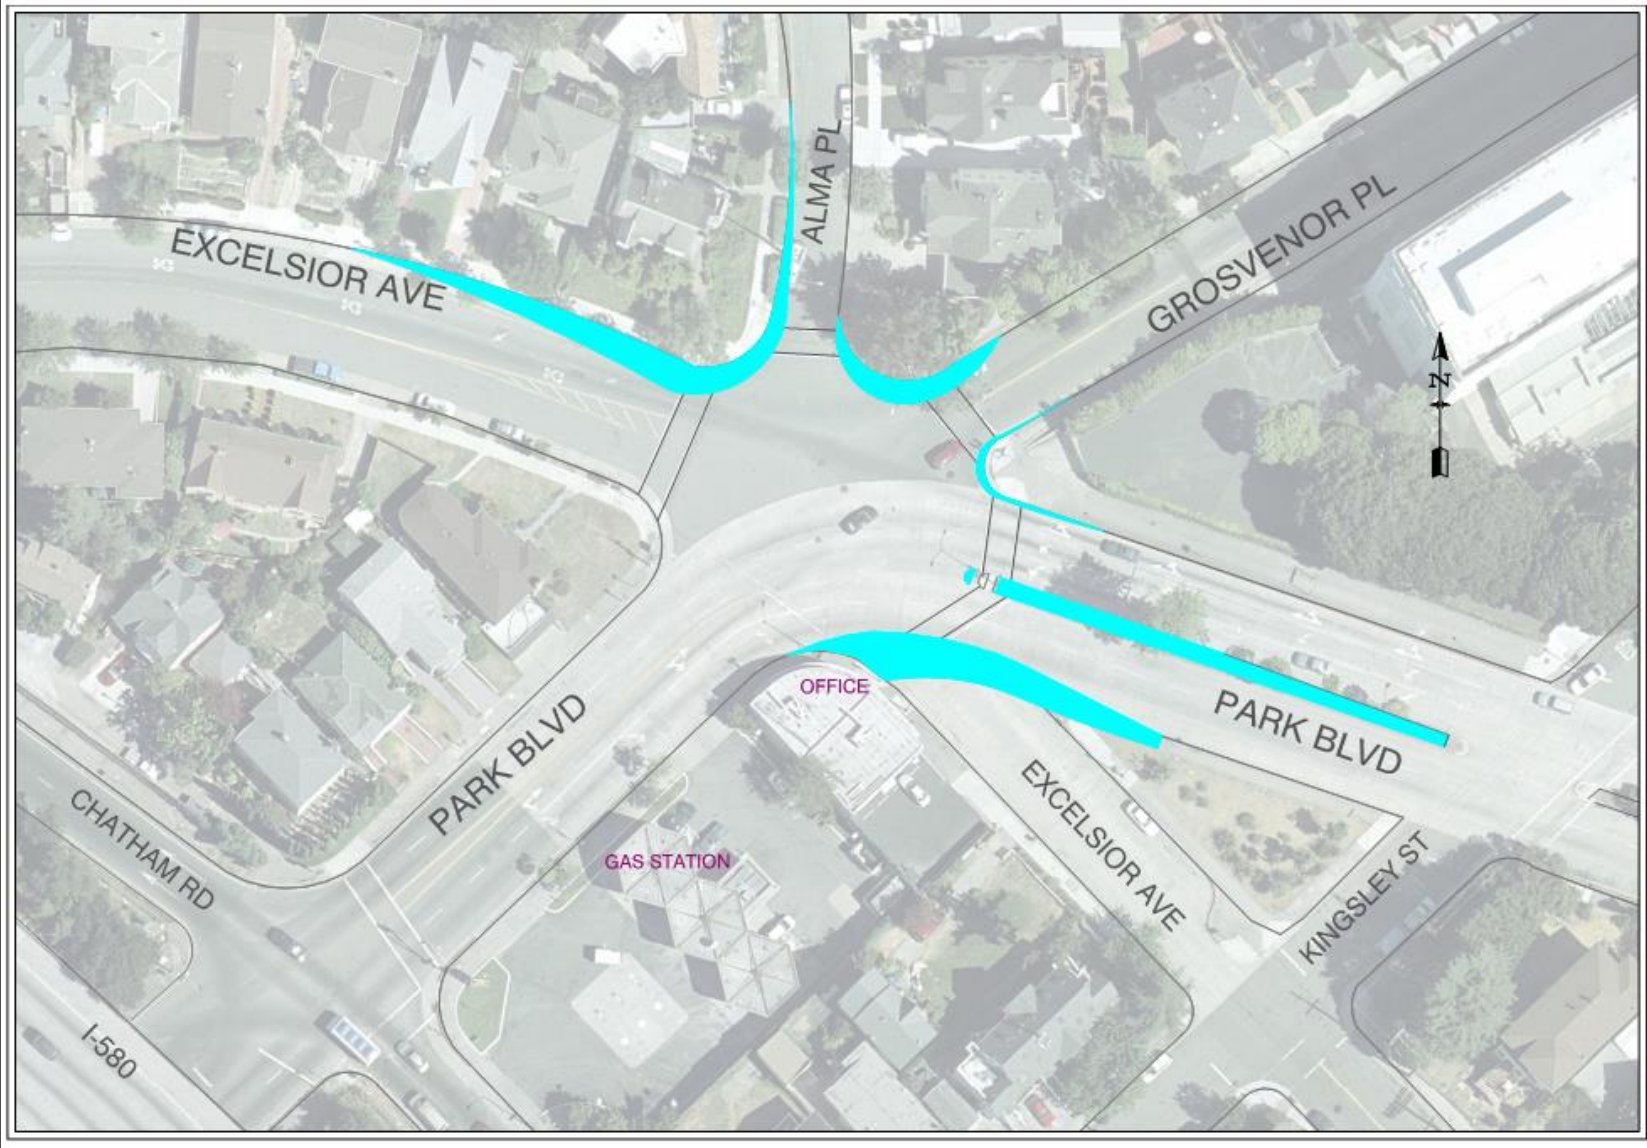 ALMA PL
EXCELSIOR AVE
GROSVENOR PL
N
OFFICE
PARK BLVD
PARK BLVD
EXCELSIOR AVE
CHATHAM RD
GAS STATION
KINGSLEY ST
I-580